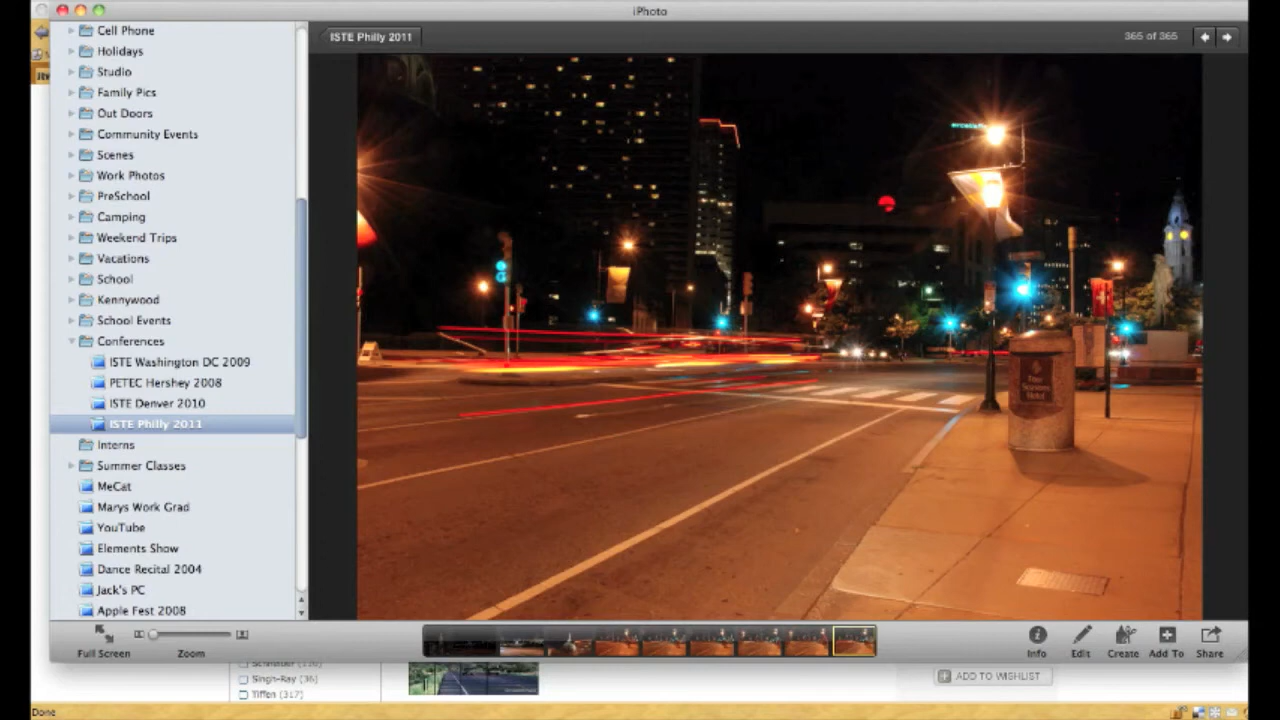 iPhoto
Cell Phone
Holidays
Studio
Family Pics
Out Doors
Community Events
Scenes
Work Photos
PreSchool
Camping
Weekend Trips
Vacations
School
Kennywood
School Events
Conferences
ISTE Washington DC 2009
PETEC Hershey 2008
ISTE Denver 2010
ISTE Philly 2011
Interns
Summer Classes
MeCat
Marys Work Grad
YouTube
Elements Show
Dance Recital 2004
Jack's PC
Apple Fest 2008
Full Screen
Zoom
ISTE Philly 2011
365 of 365
Four
Seasons
Hotel
Info
Edit
Create
Add To
Share
Singh-Ray (36)
Tiffen (317)
ADD TO WISHLIST
Done